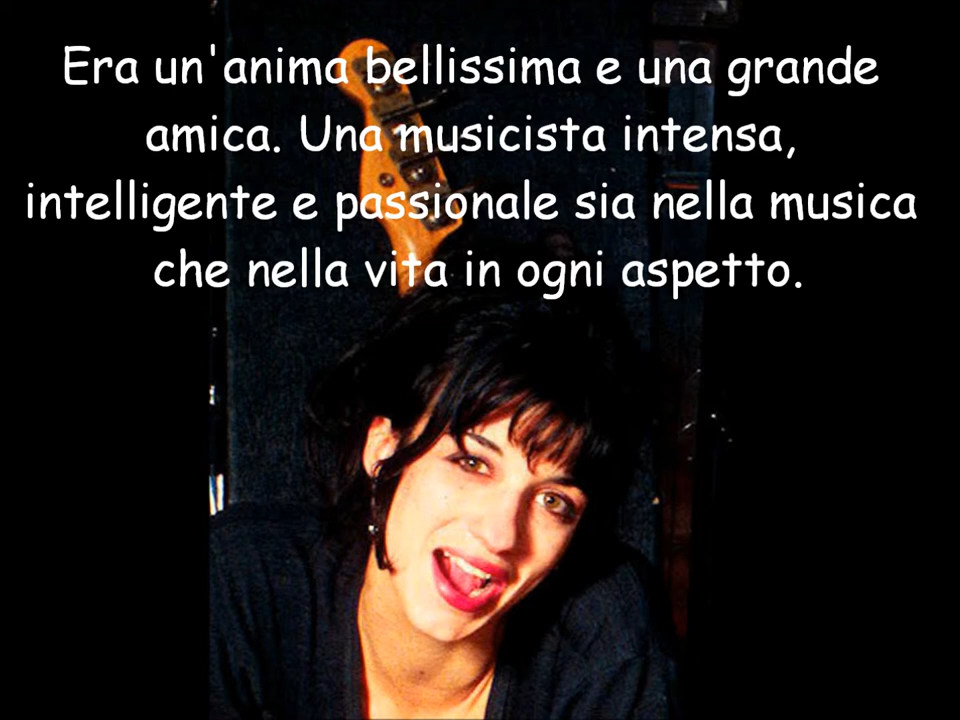 Era un'anima bellissima e una grande
amica. Una musicista intensa,
intelligente e passionale sia nella musica
che nella vita in ogni aspetto.